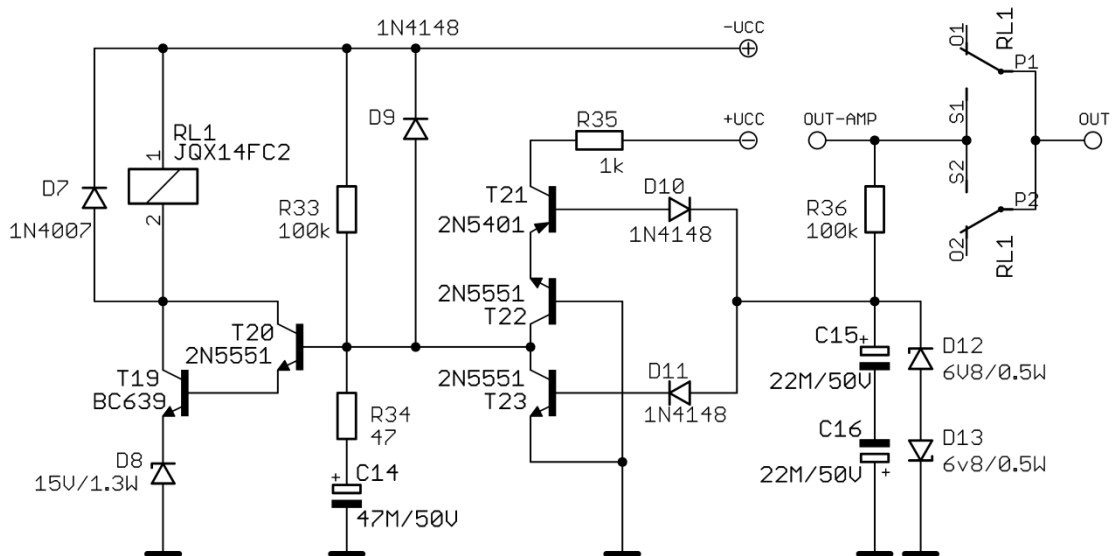 1N4148
-UCC
O1
RL1
P1
D9
RL1
JQX14FC2
1
2
R35
1k
+UCC
OUT-AMP
S1
OUT
D7
1N4007
R33
100k
T21
2N5401
D10
1N4148
R36
100k
S2
P2
O2
RL1
2N5551
T22
T20
2N5551
C15
+
22M/50V
D12
6V8/0.5W
T19
BC639
2N5551
T23
D11
1N4148
R34
47
C16
22M/50V
+
D13
6v8/0.5W
D8
15V/1.3W
C14
+
47M/50V